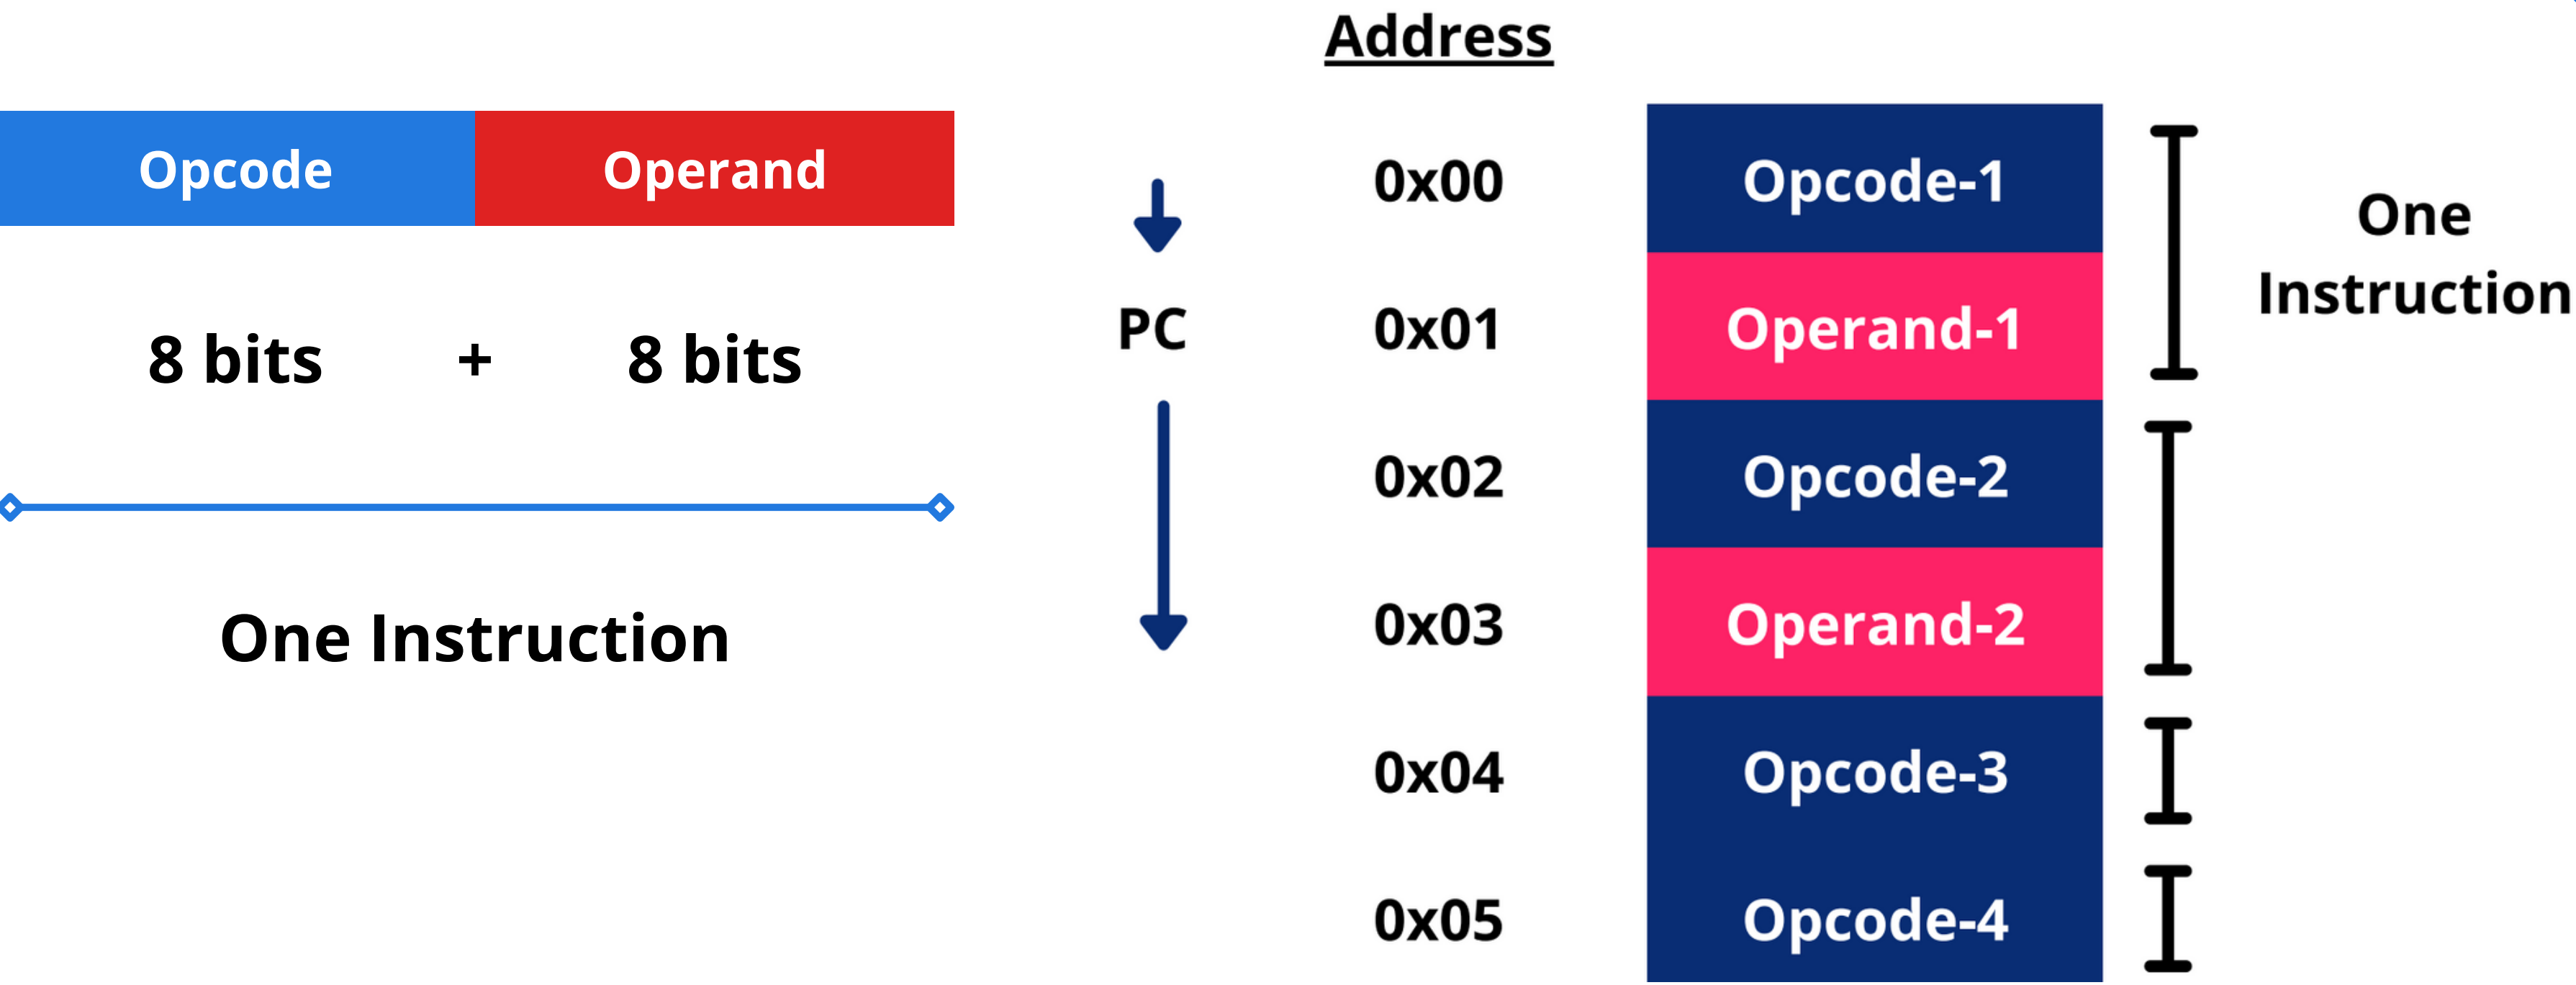 Opcode Operand
8 bits + 8 bits
One Instruction
Address
PC
0x00 Opcode-1
0x01 Operand-1
0x02 Opcode-2
0x03 Operand-2
0x04 Opcode-3
0x05 Opcode-4
One
Instruction